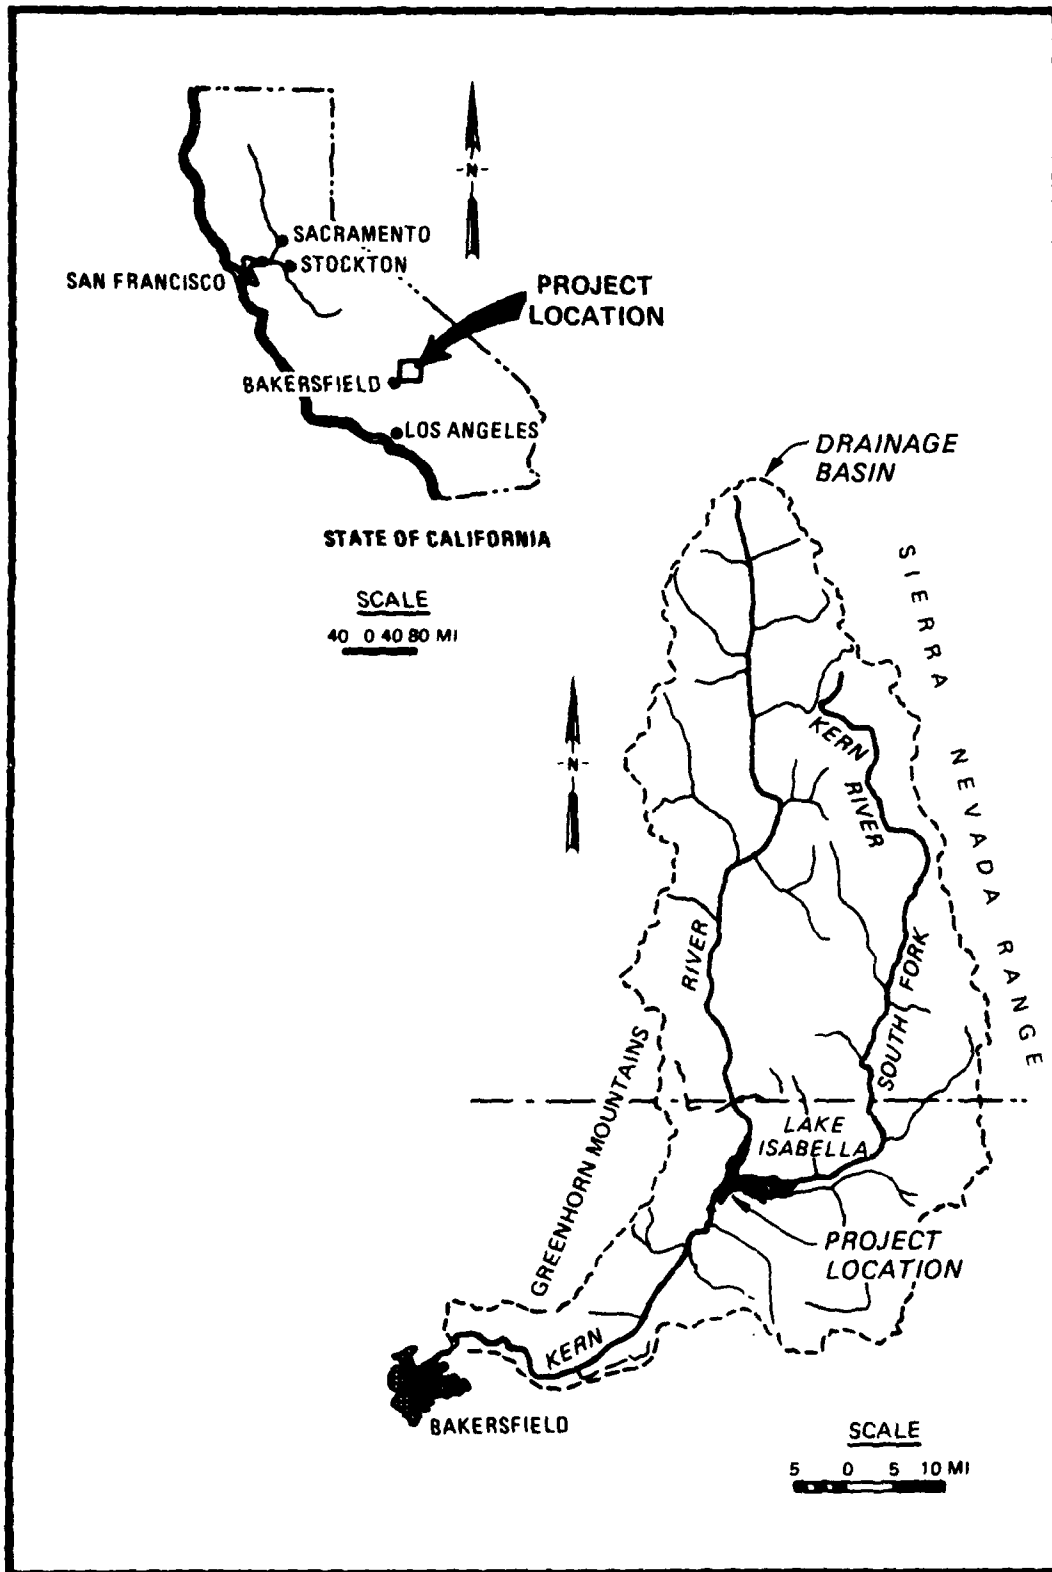 -N-
SACRAMENTO
STOCKTON
SAN FRANCISCO
PROJECT
LOCATION
BAKERSFIELD
LOS ANGELES
STATE OF CALIFORNIA
SCALE
40 0 40 80 MI
DRAINAGE
BASIN
SIERRA NEVADA RANGE
-N-
KERN RIVER
SOUTH FORK
RIVER
GREENHORN MOUNTAINS
LAKE
ISABELLA
PROJECT
LOCATION
KERN
BAKERSFIELD
SCALE
5 0 5 10 MI